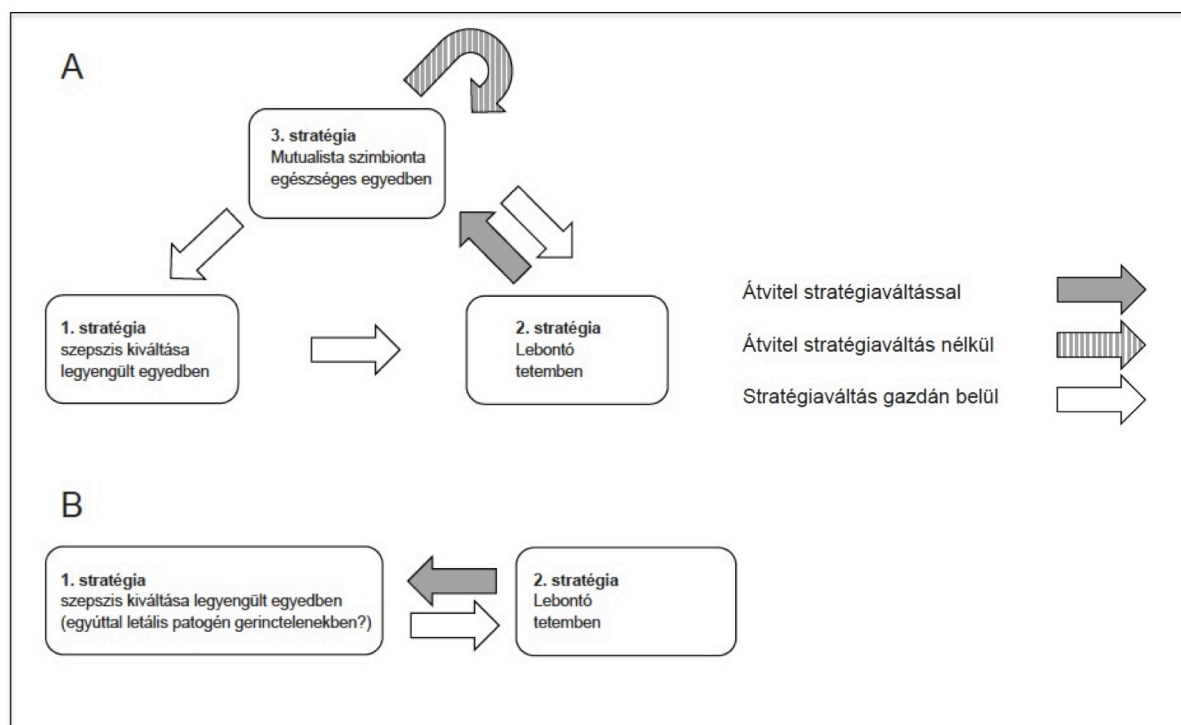 A
3. stratégia
Mutualista szimbionta
egészséges egyedben
1. stratégia
szepszis kiváltása
legyengült egyedben
2. stratégia
Lebontó
tetemben
Átvitel stratégiaváltással
Átvitel stratégiaváltás nélkül
Stratégiaváltás gazdán belül
B
1. stratégia
szepszis kiváltása legyengült egyedben
(egyúttal letális patogén gerinctelenekben?)
2. stratégia
Lebontó
tetemben